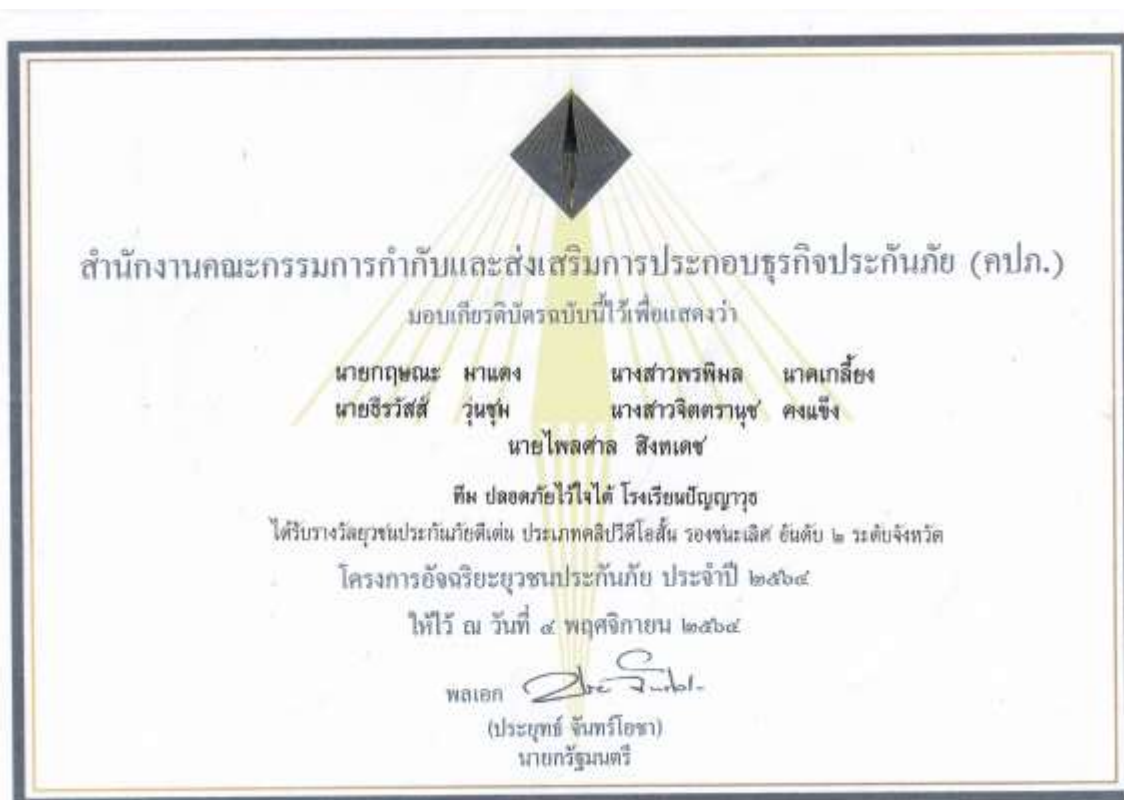 สำนักงานคณะกรรมการกำกับและส่งเสริมการประกอบธุรกิจประกันภัย (คปภ.)
มอบเกียรติบัตรฉบับนี้ไว้เพื่อแสดงว่า
นายกฤษณะ ผาแดง นางสาวพรพิมล นาคเกลี้ยง
นายธีรวัสส์ วุ่นชุม นางสาวจิตตรานุช คงแข็ง
นายไพลศาล สิงหเดช
ทีม ปลอดภัยไว้ใจได้ โรงเรียนปัญญาวุธ
ได้รับรางวัลยุวชนประกันภัยดีเด่น ประเภทคลิปวีดีโอสั้น รองชนะเลิศ อันดับ ๒ ระดับจังหวัด
โครงการอัจฉริยะยุวชนประกันภัย ประจำปี ๒๕๖๔
ให้ไว้ ณ วันที่ ๔ พฤศจิกายน ๒๕๖๔
พลเอก
(ประยุทธ์ จันทร์โอชา)
นายกรัฐมนตรี